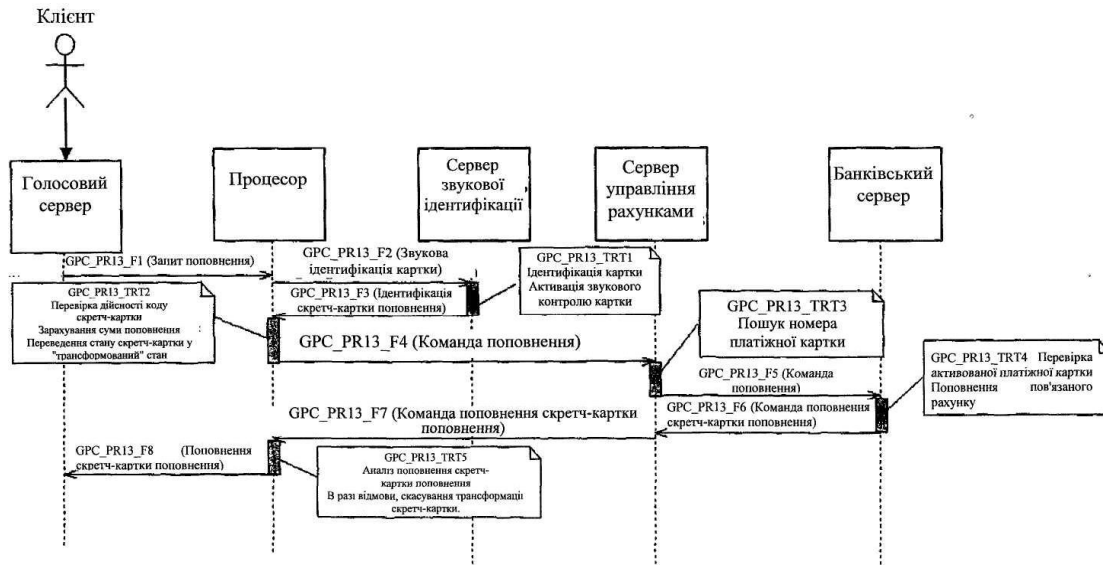 Клієнт
Голосовий
сервер
Процесор
Сервер
звукової
ідентифікації
Сервер
управління
рахунками
Банківський
сервер
GPC_PR13_F1 (Запит поповнення)
GPC_PR13_F2 (Звукова
ідентифікація картки)
GPC_PR13_TRT1
Ідентифікація картки
Активація звукового
контролю картки
GPC_PR13_TRT2
Перевірка дійсності коду
скретч-картки
Зарахування суми поповнення
Переведення стану скретч-картки у
"трансформований" стан
GPC_PR13_F3 (Ідентифікація
скретч-картки поповнення)
GPC_PR13_TRT3
Пошук номера
платіжної картки
GPC_PR13_F4 (Команда поповнення)
GPC_PR13_F5 (Команда
поповнення)
GPC_PR13_TRT4 Перевірка
активованої платіжної картки
Поповнення пов'язаного
рахунку
GPC_PR13_F6 (Команда поповнення
скретч-картки поповнення)
GPC_PR13_F7 (Команда поповнення скретч-картки
поповнення)
GPC_PR13_F8 (Поповнення
скретч-картки поповнення)
GPC_PR13_TRT5
Аналіз поповнення скретч-
картки поповнення
В разі відмови, скасування трансформації
скретч-картки.